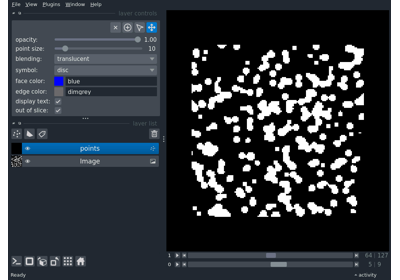 File View Plugins Window Help
layer controls
opacity: 1.00
point size: 10
blending: translucent
symbol: disc
face color: blue
edge color: dimgrey
display text:
out of slice:
layer list
points
Image
1 64 127
0 5 9
Ready activity